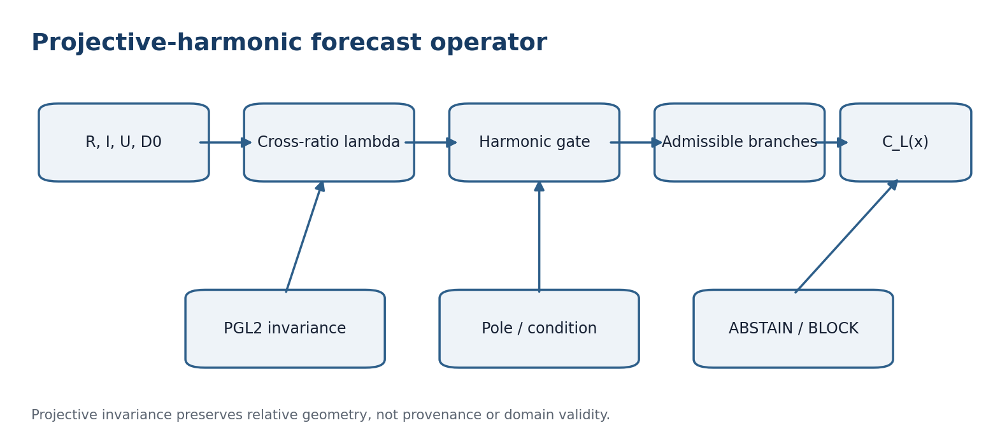 Projective-harmonic forecast operator
R, I, U, D0
Cross-ratio lambda
Harmonic gate
Admissible branches
C_L(x)
PGL2 invariance
Pole / condition
ABSTAIN / BLOCK
Projective invariance preserves relative geometry, not provenance or domain validity.